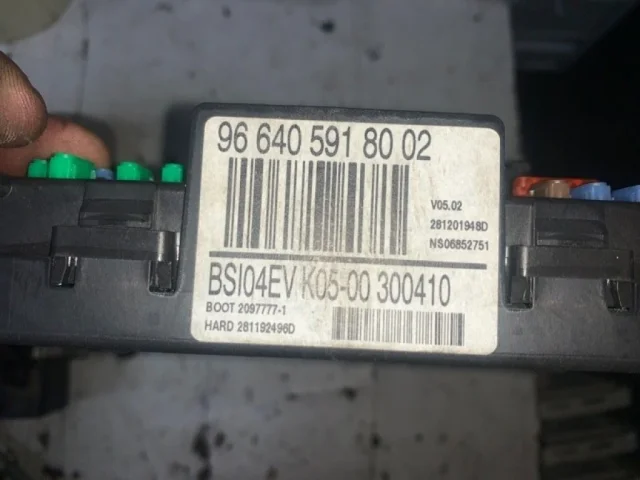 96 640 591 80 02
V05.02
281201948D
NS06852751
BSI04EV K05-00 300410
BOOT 2097777-1
HARD 281192496D